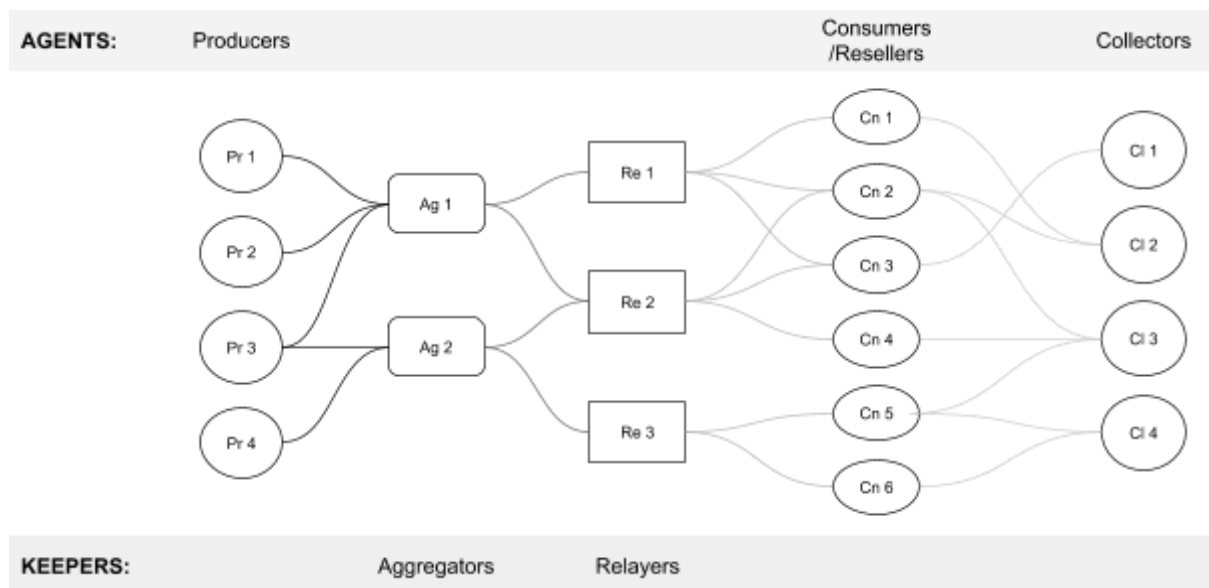 AGENTS: Producers Consumers
/Resellers Collectors
Pr 1
Pr 2
Pr 3
Pr 4
Ag 1
Ag 2
Re 1
Re 2
Re 3
Cn 1
Cn 2
Cn 3
Cn 4
Cn 5
Cn 6
Cl 1
Cl 2
Cl 3
Cl 4
KEEPERS: Aggregators Relayers